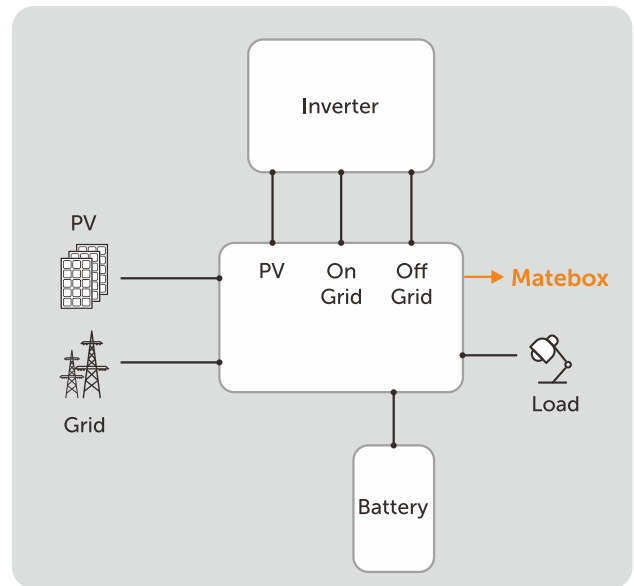 Inverter
PV
PV
On
Grid
Off
Grid
Matebox
Grid
Load
Battery